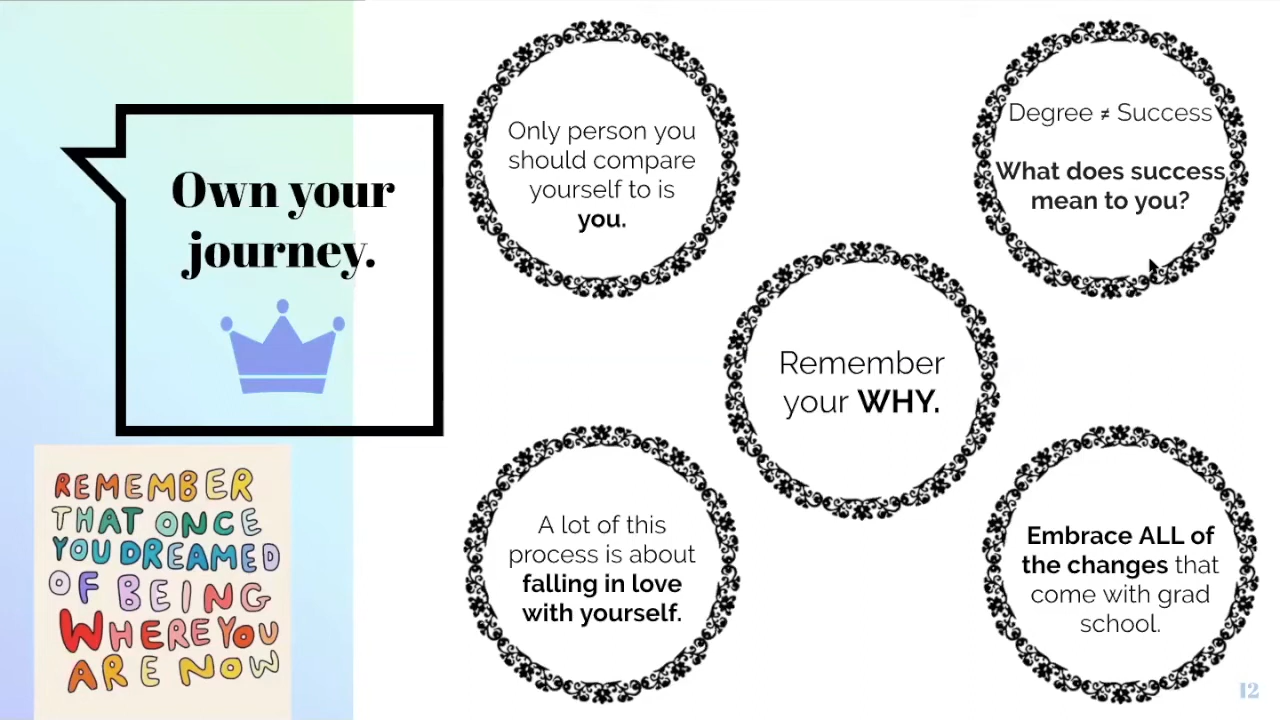 Own your
journey.
REMEMBER
THAT ONCE
YOU DREAMED
OF BEING
WHERE YOU
ARE NOW
Only person you
should compare
yourself to is
you.
Degree ≠ Success
What does success
mean to you?
Remember
your WHY.
A lot of this
process is about
falling in love
with yourself.
Embrace ALL of
the changes that
come with grad
school.
12